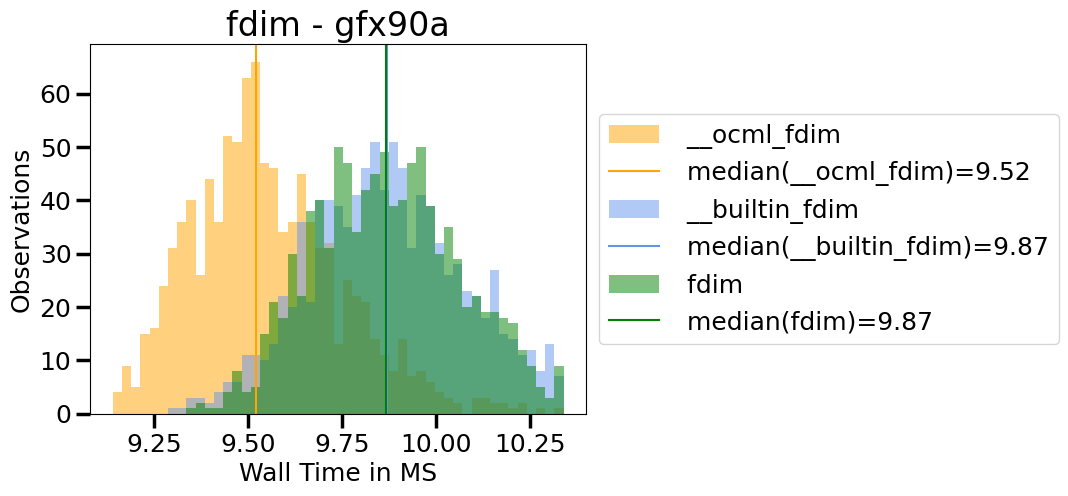 fdim - gfx90a
Observations
60
50
40
30
20
10
0
9.25 9.50 9.75 10.00 10.25
Wall Time in MS
__ocml_fdim
median(__ocml_fdim)=9.52
__builtin_fdim
median(__builtin_fdim)=9.87
fdim
median(fdim)=9.87